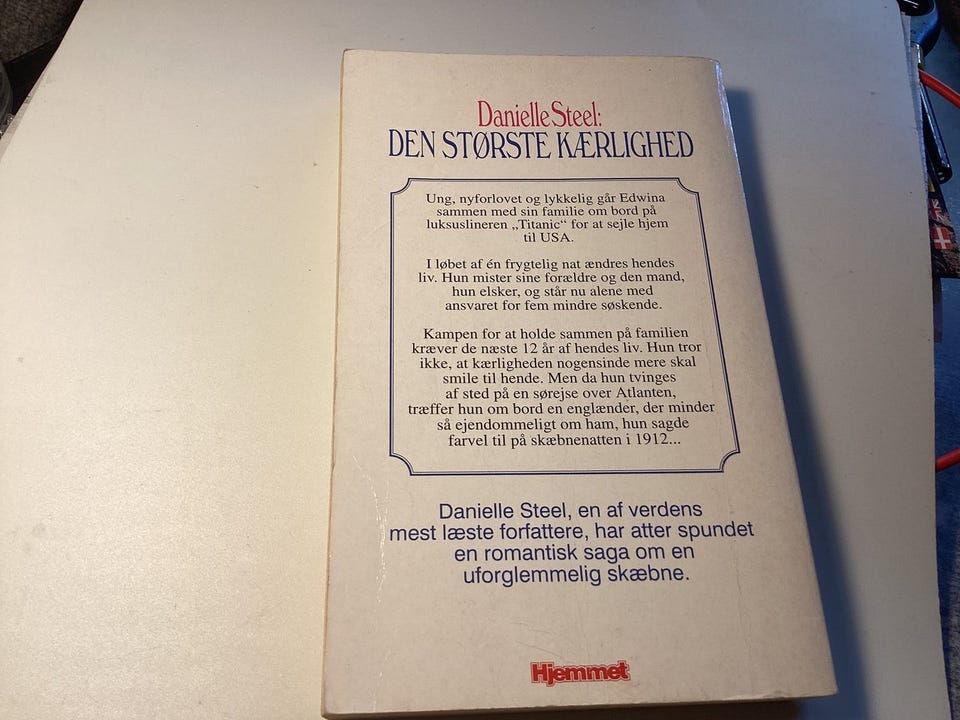 Danielle Steel:
DEN STØRSTE KÆRLIGHED
Ung, nyforlovet og lykkelig går Edwina
sammen med sin familie om bord på
luksuslineren „Titanic“ for at sejle hjem
til USA.
I løbet af én frygtelig nat ændres hendes
liv. Hun mister sine forældre og den mand,
hun elsker, og står nu alene med
ansvaret for fem mindre søskende.
Kampen for at holde sammen på familien
kræver de næste 12 år af hendes liv. Hun tror
ikke, at kærligheden nogensinde mere skal
smile til hende. Men da hun tvinges
af sted på en sørejse over Atlanten,
træffer hun om bord en englænder, der minder
så ejendommeligt om ham, hun sagde
farvel til på skæbnenatten i 1912...
Danielle Steel, en af verdens
mest læste forfattere, har atter spundet
en romantisk saga om en
uforglemmelig skæbne.
Hjemmet